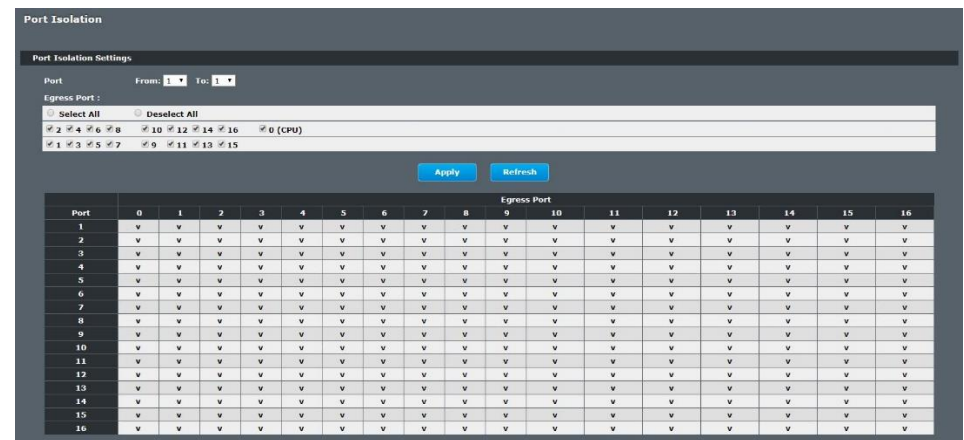 Port Isolation
Port Isolation Settings
Port From: 1 To: 1
Egress Port :
Select All Deselect All
2 4 6 8 10 12 14 16 0 (CPU)
1 3 5 7 9 11 13 15
Apply Refresh
Egress Port
Port 0 1 2 3 4 5 6 7 8 9 10 11 12 13 14 15 16
1 v v v v v v v v v v v v v v v v v
2 v v v v v v v v v v v v v v v v v
3 v v v v v v v v v v v v v v v v v
4 v v v v v v v v v v v v v v v v v
5 v v v v v v v v v v v v v v v v v
6 v v v v v v v v v v v v v v v v v
7 v v v v v v v v v v v v v v v v v
8 v v v v v v v v v v v v v v v v v
9 v v v v v v v v v v v v v v v v v
10 v v v v v v v v v v v v v v v v v
11 v v v v v v v v v v v v v v v v v
12 v v v v v v v v v v v v v v v v v
13 v v v v v v v v v v v v v v v v v
14 v v v v v v v v v v v v v v v v v
15 v v v v v v v v v v v v v v v v v
16 v v v v v v v v v v v v v v v v v